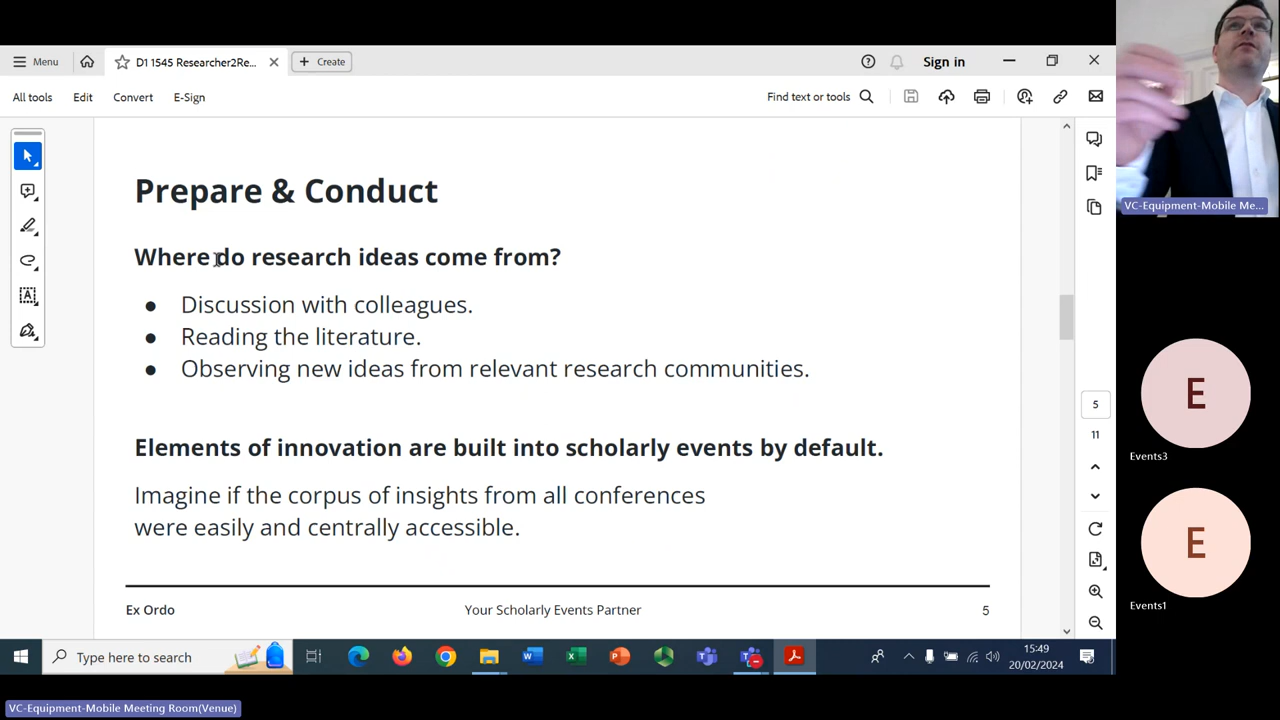 Menu
D1 1545 Researcher2Re...
Create
Sign in
All tools
Edit
Convert
E-Sign
Find text or tools
Prepare & Conduct
Where do research ideas come from?
● Discussion with colleagues.
● Reading the literature.
● Observing new ideas from relevant research communities.
Elements of innovation are built into scholarly events by default.
Imagine if the corpus of insights from all conferences
were easily and centrally accessible.
Ex Ordo
Your Scholarly Events Partner
5
5
11
VC-Equipment-Mobile Me...
E
Events3
E
Events1
Type here to search
15:49
20/02/2024
VC-Equipment-Mobile Meeting Room(Venue)